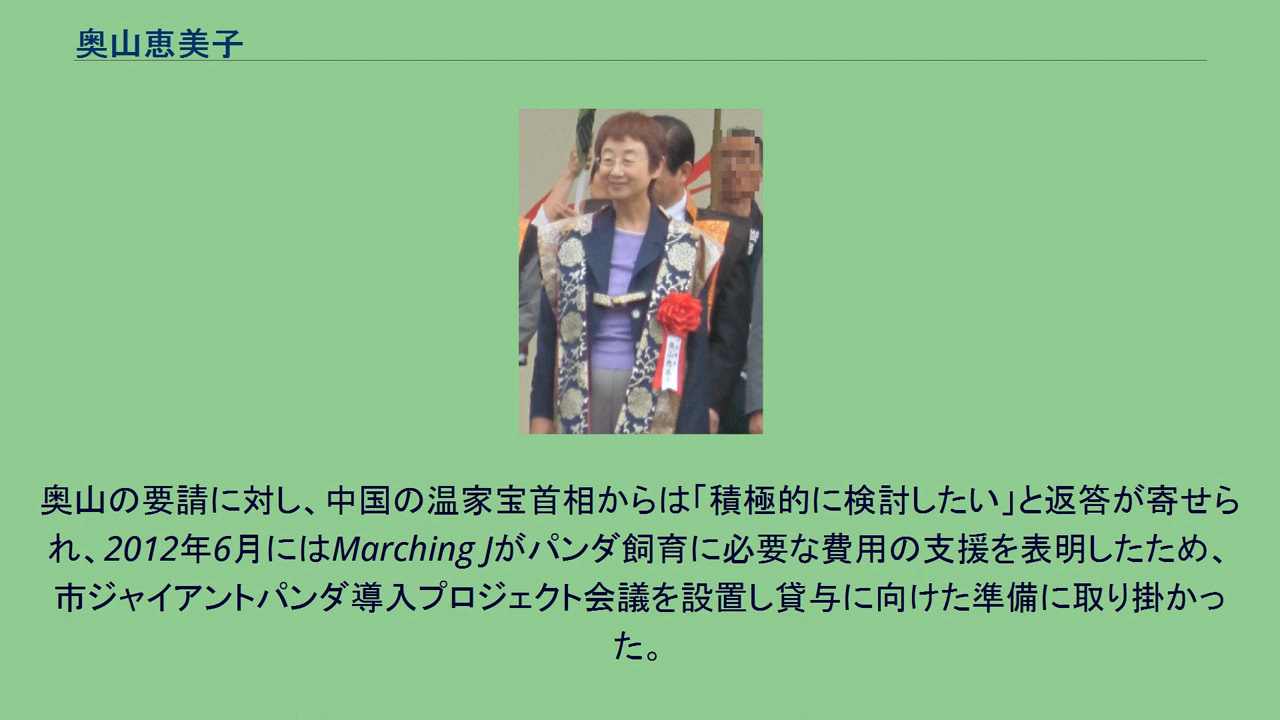 奥山恵美子
奥山恵美子
奥山の要請に対し、中国の温家宝首相からは「積極的に検討したい」と返答が寄せら
れ、2012年6月にはMarching Jがパンダ飼育に必要な費用の支援を表明したため、
市ジャイアントパンダ導入プロジェクト会議を設置し貸与に向けた準備に取り掛かっ
た。